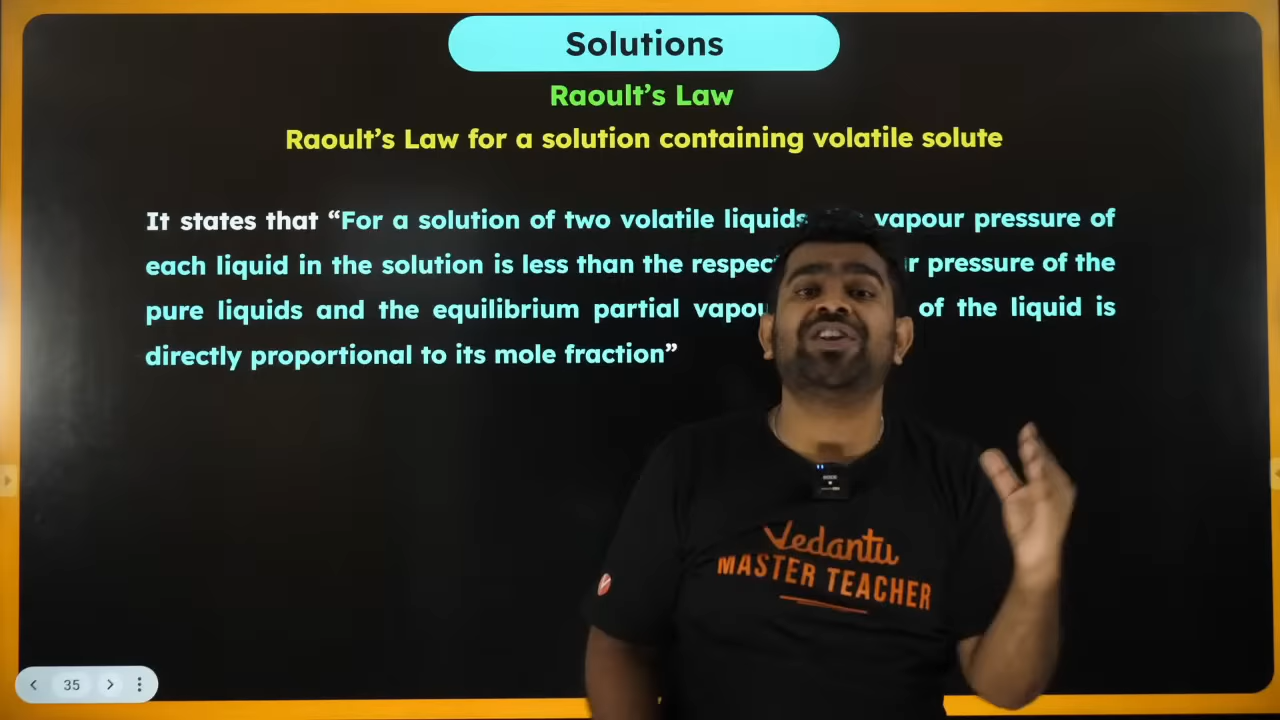 Solutions
Raoult's Law
Raoult's Law for a solution containing volatile solute
It states that “For a solution of two volatile liquids vapour pressure of
each liquid in the solution is less than the pressure of the
pure liquids and the equilibrium partial of the liquid is
directly proportional to its mole fraction”
Vedantu
MASTER TEACHER
35